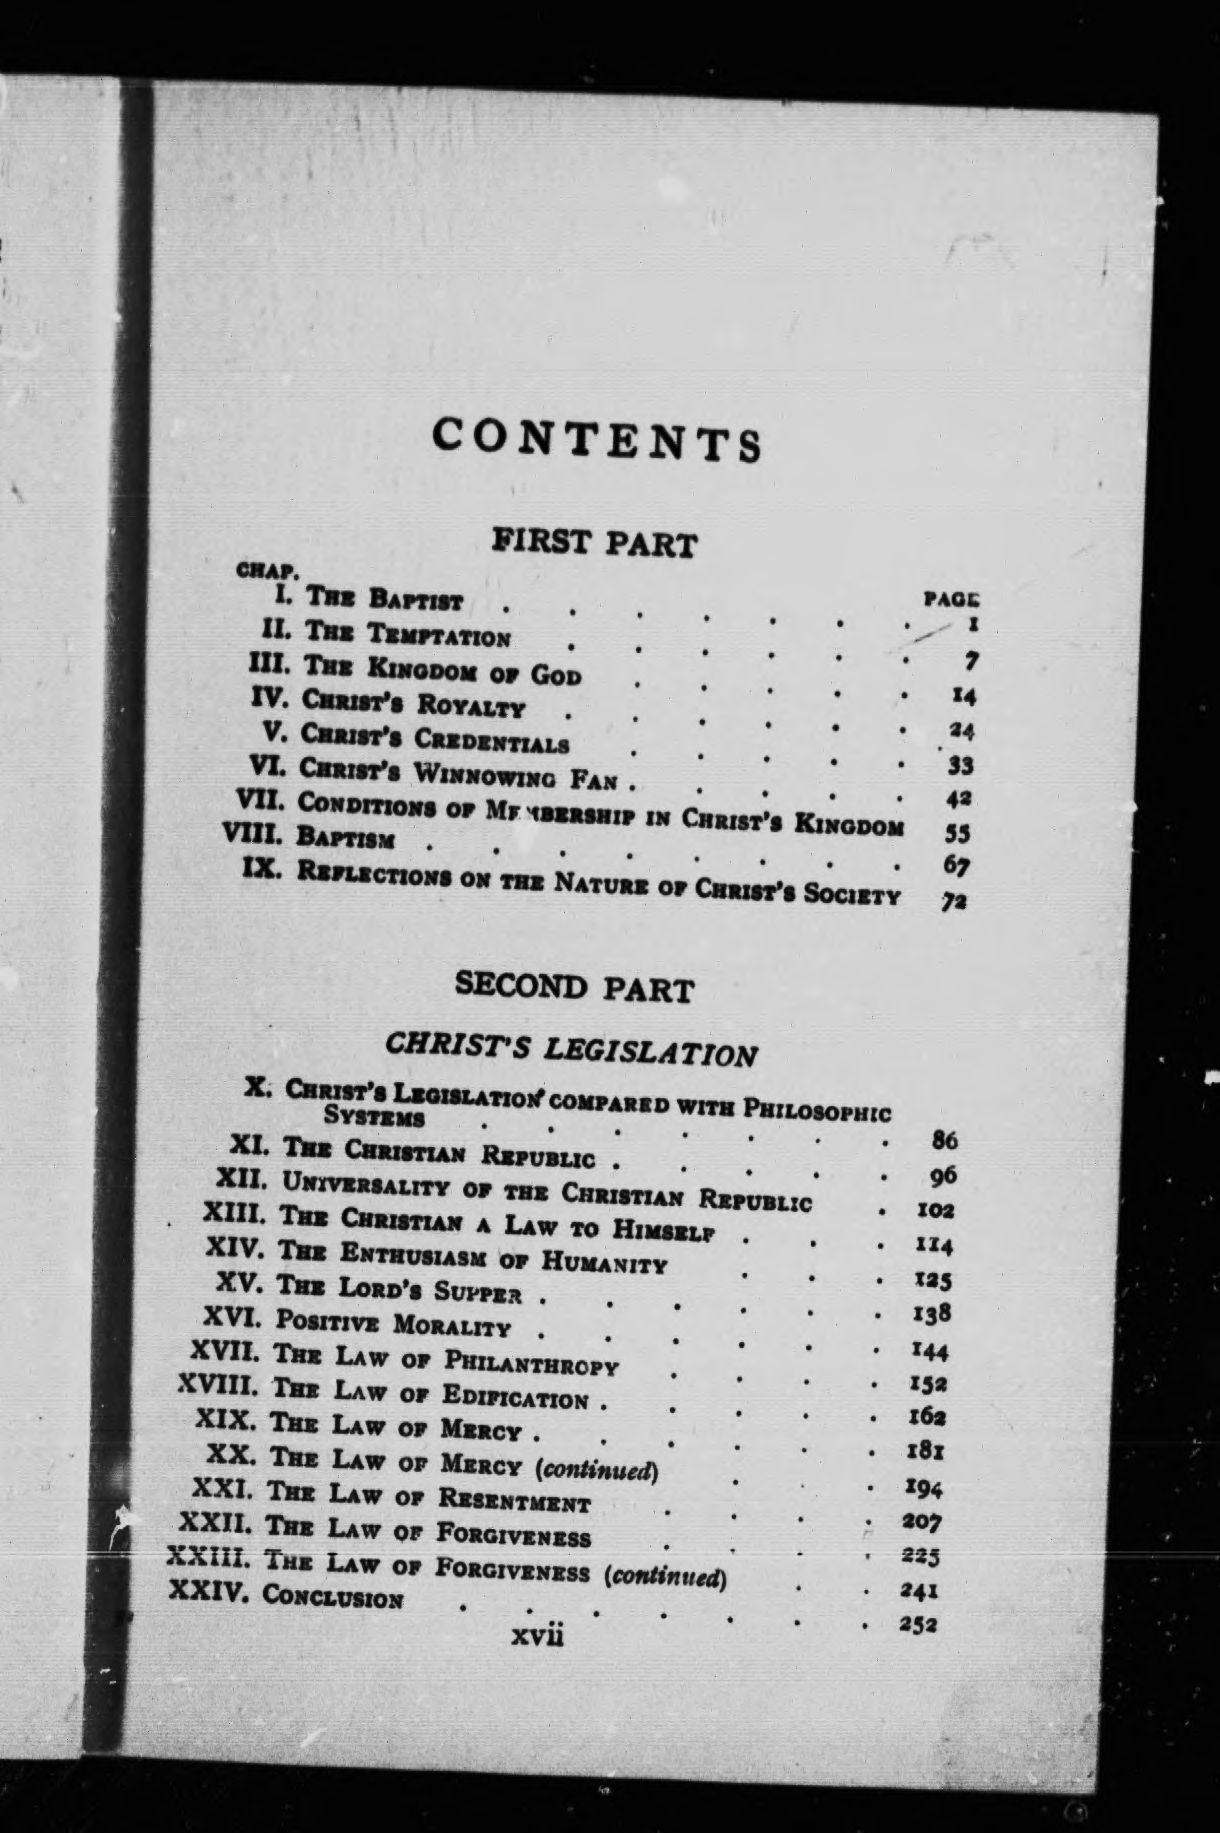 CONTENTS
FIRST PART
CHAP. PAGE
I. THE BAPTIST . . . . . . . 1
II. THE TEMPTATION . . . . . . 7
III. THE KINGDOM OF GOD . . . . . 14
IV. CHRIST'S ROYALTY . . . . . . 24
V. CHRIST'S CREDENTIALS . . . . . 33
VI. CHRIST'S WINNOWING FAN . . . . . 42
VII. CONDITIONS OF MEMBERSHIP IN CHRIST'S KINGDOM 55
VIII. BAPTISM . . . . . . . . 67
IX. REFLECTIONS ON THE NATURE OF CHRIST'S SOCIETY 72
SECOND PART
CHRIST'S LEGISLATION
X. CHRIST'S LEGISLATION COMPARED WITH PHILOSOPHIC
SYSTEMS . . . . . . . 86
XI. THE CHRISTIAN REPUBLIC . . . . . 96
XII. UNIVERSALITY OF THE CHRISTIAN REPUBLIC . 102
XIII. THE CHRISTIAN A LAW TO HIMSELF . . . 114
XIV. THE ENTHUSIASM OF HUMANITY . . . 125
XV. THE LORD'S SUPPER . . . . . . 138
XVI. POSITIVE MORALITY . . . . . . 144
XVII. THE LAW OF PHILANTHROPY . . . . 152
XVIII. THE LAW OF EDIFICATION . . . . . 162
XIX. THE LAW OF MERCY . . . . . . 181
XX. THE LAW OF MERCY (continued) . . . 194
XXI. THE LAW OF RESENTMENT . . . . 207
XXII. THE LAW OF FORGIVENESS . . . . 225
XXIII. THE LAW OF FORGIVENESS (continued) . . 241
XXIV. CONCLUSION . . . . . . . 252
xvii